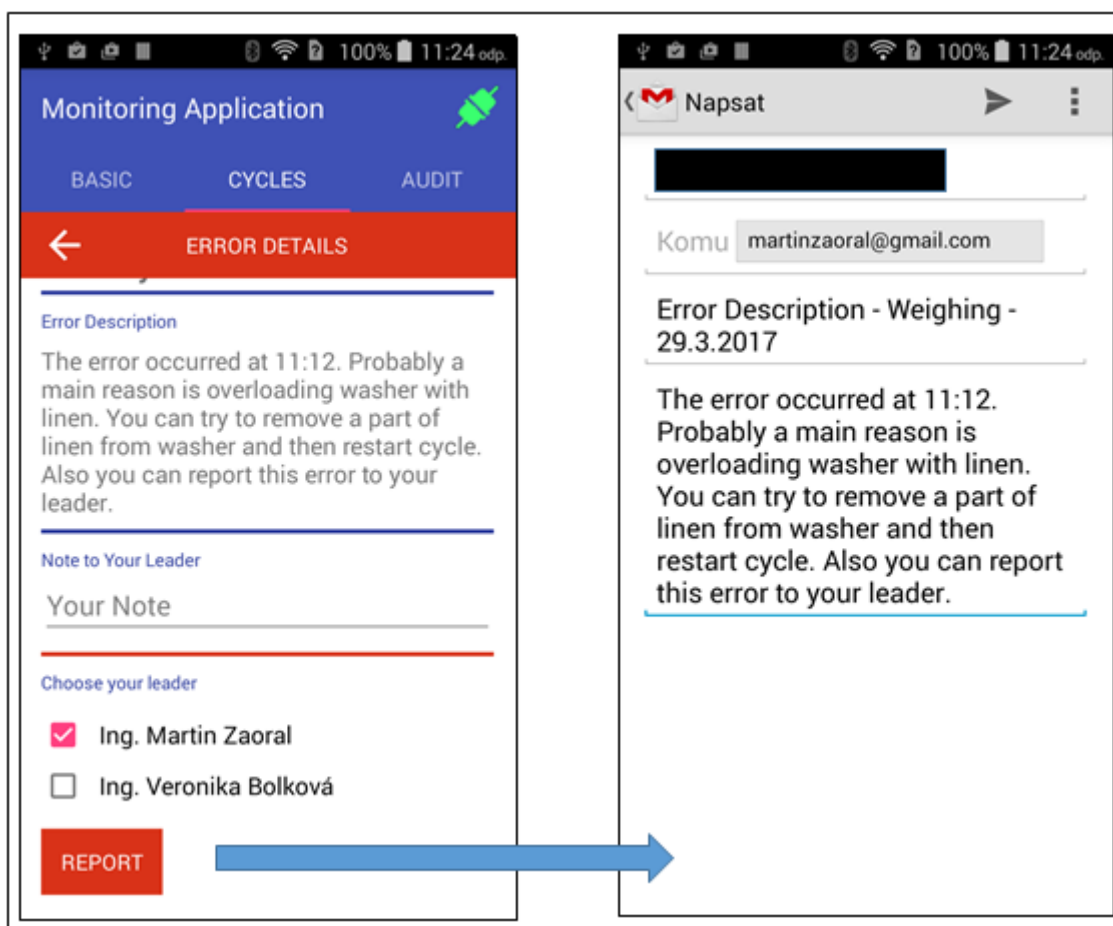 100% 11:24 odp.
Monitoring Application
BASIC CYCLES AUDIT
ERROR DETAILS
Error Description
The error occurred at 11:12. Probably a
main reason is overloading washer with
linen. You can try to remove a part of
linen from washer and then restart cycle.
Also you can report this error to your
leader.
Note to Your Leader
Your Note
Choose your leader
Ing. Martin Zaoral
Ing. Veronika Bolková
REPORT
100% 11:24 odp.
Napsat
Komu martinzaoral@gmail.com
Error Description - Weighing -
29.3.2017
The error occurred at 11:12.
Probably a main reason is
overloading washer with linen.
You can try to remove a part of
linen from washer and then
restart cycle. Also you can report
this error to your leader.